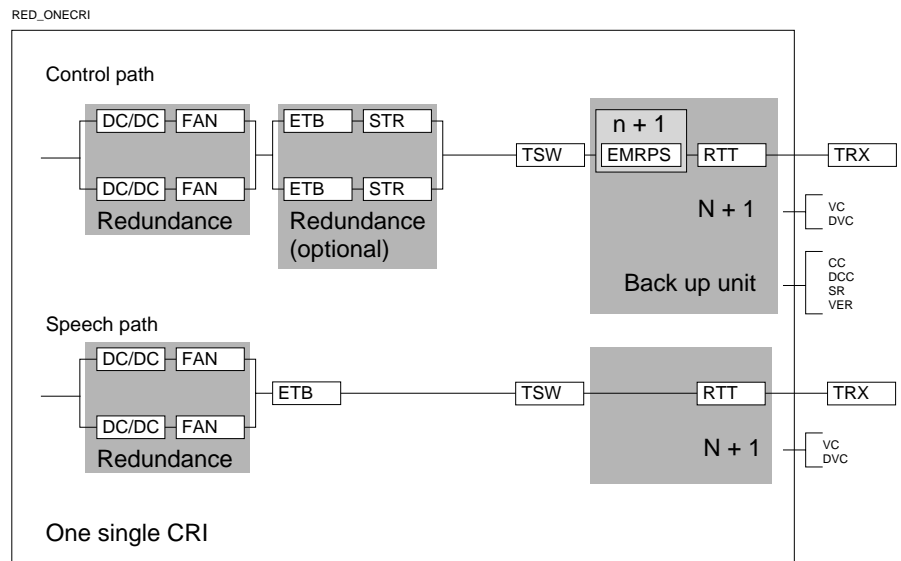 RED_ONECRI
Control path
DC/DC FAN ETB STR
n + 1
TSW EMRPS RTT TRX
DC/DC FAN ETB STR
Redundance Redundance
(optional)
N + 1
VC
DVC
Back up unit
CC
DCC
SR
VER
Speech path
DC/DC FAN
ETB TSW RTT TRX
DC/DC FAN
Redundance
N + 1
VC
DVC
One single CRI